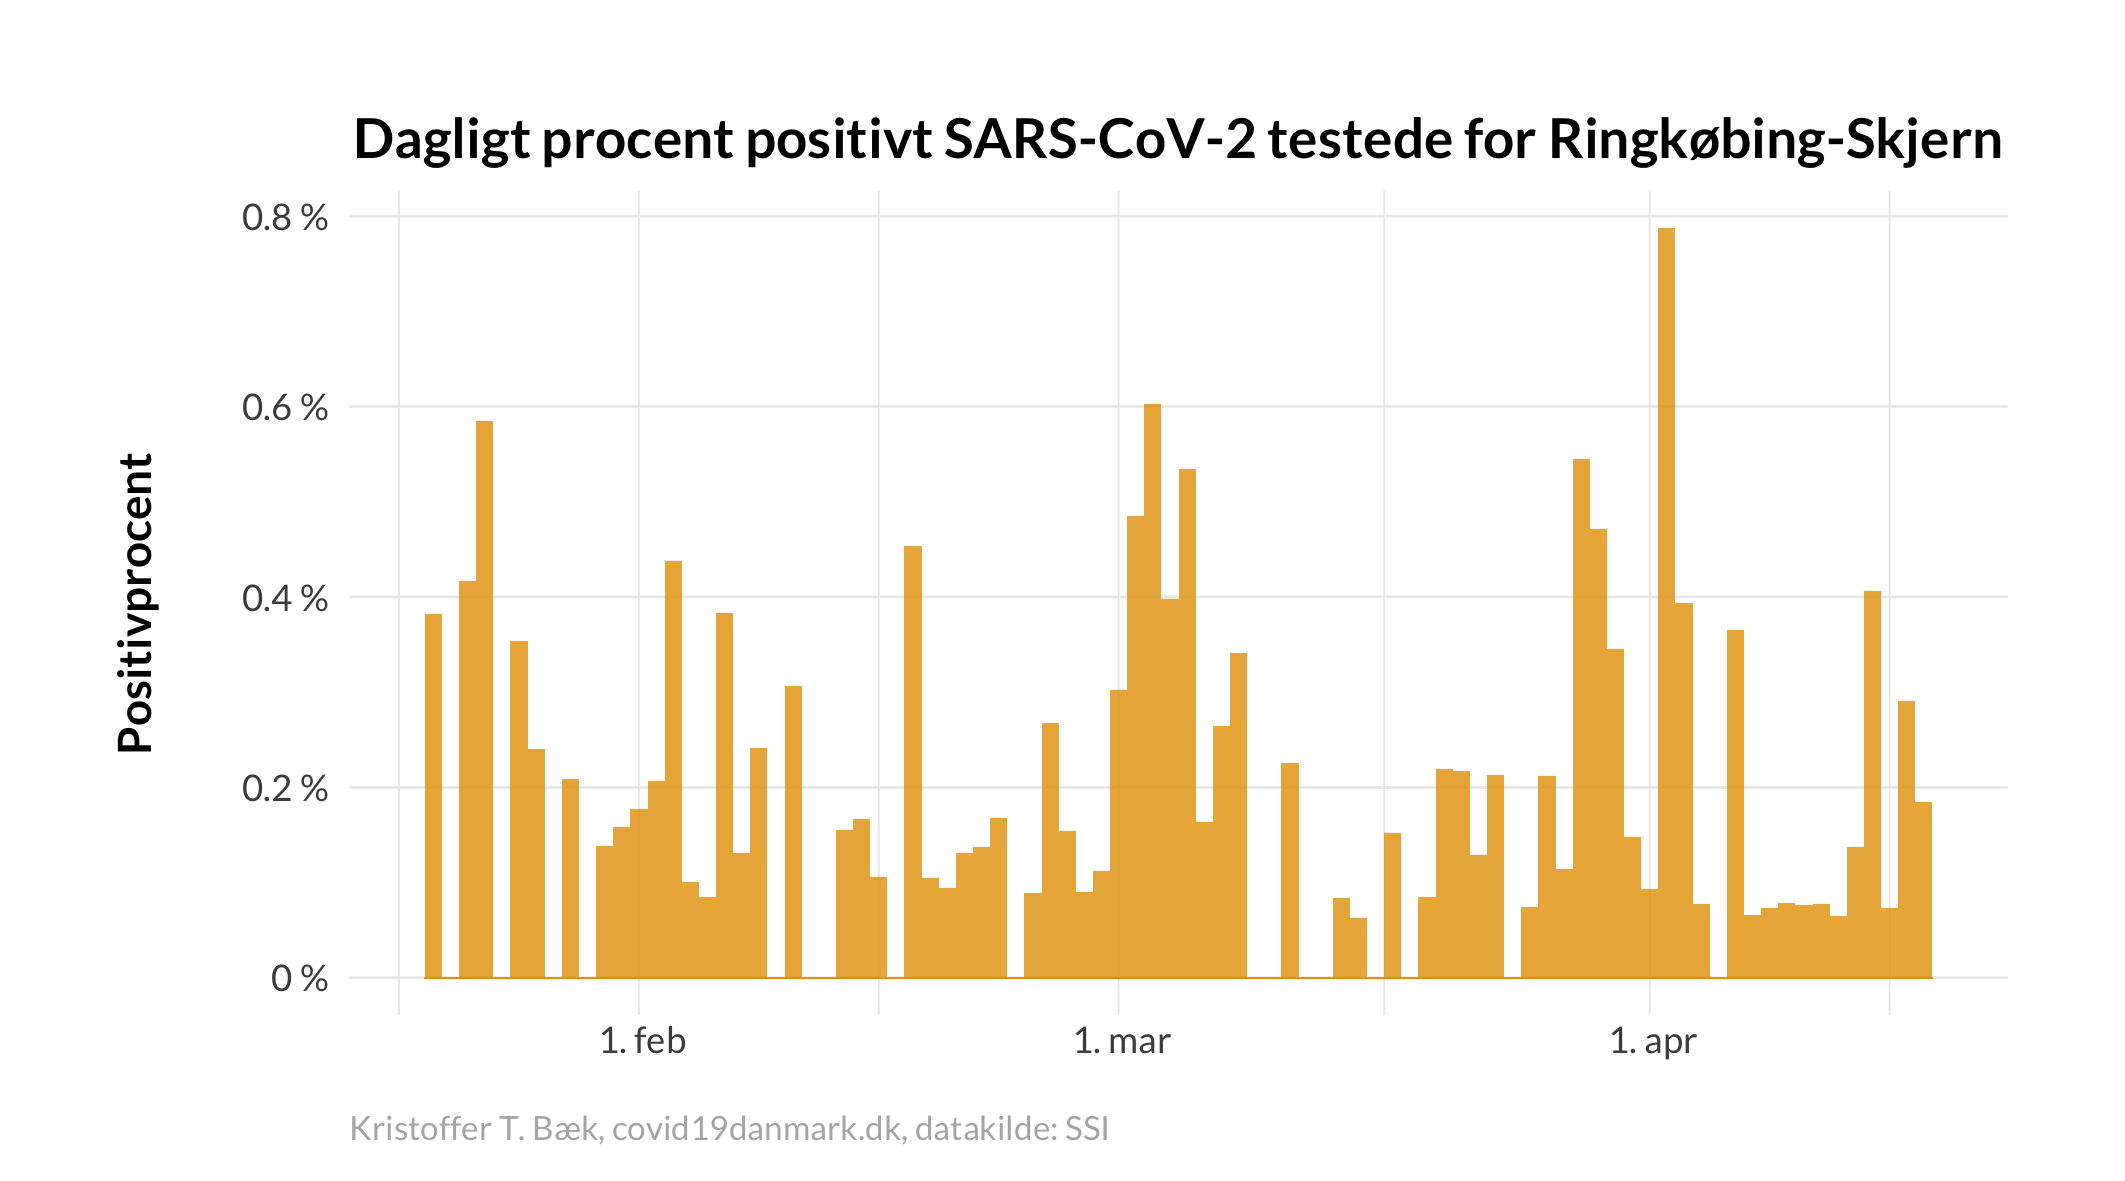 Dagligt procent positivt SARS-CoV-2 testede for Ringkøbing-Skjern
Positivprocent
0.8 %
0.6 %
0.4 %
0.2 %
0 %
1. feb
1. mar
1. apr
Kristoffer T. Bæk, covid19danmark.dk, datakilde: SSI